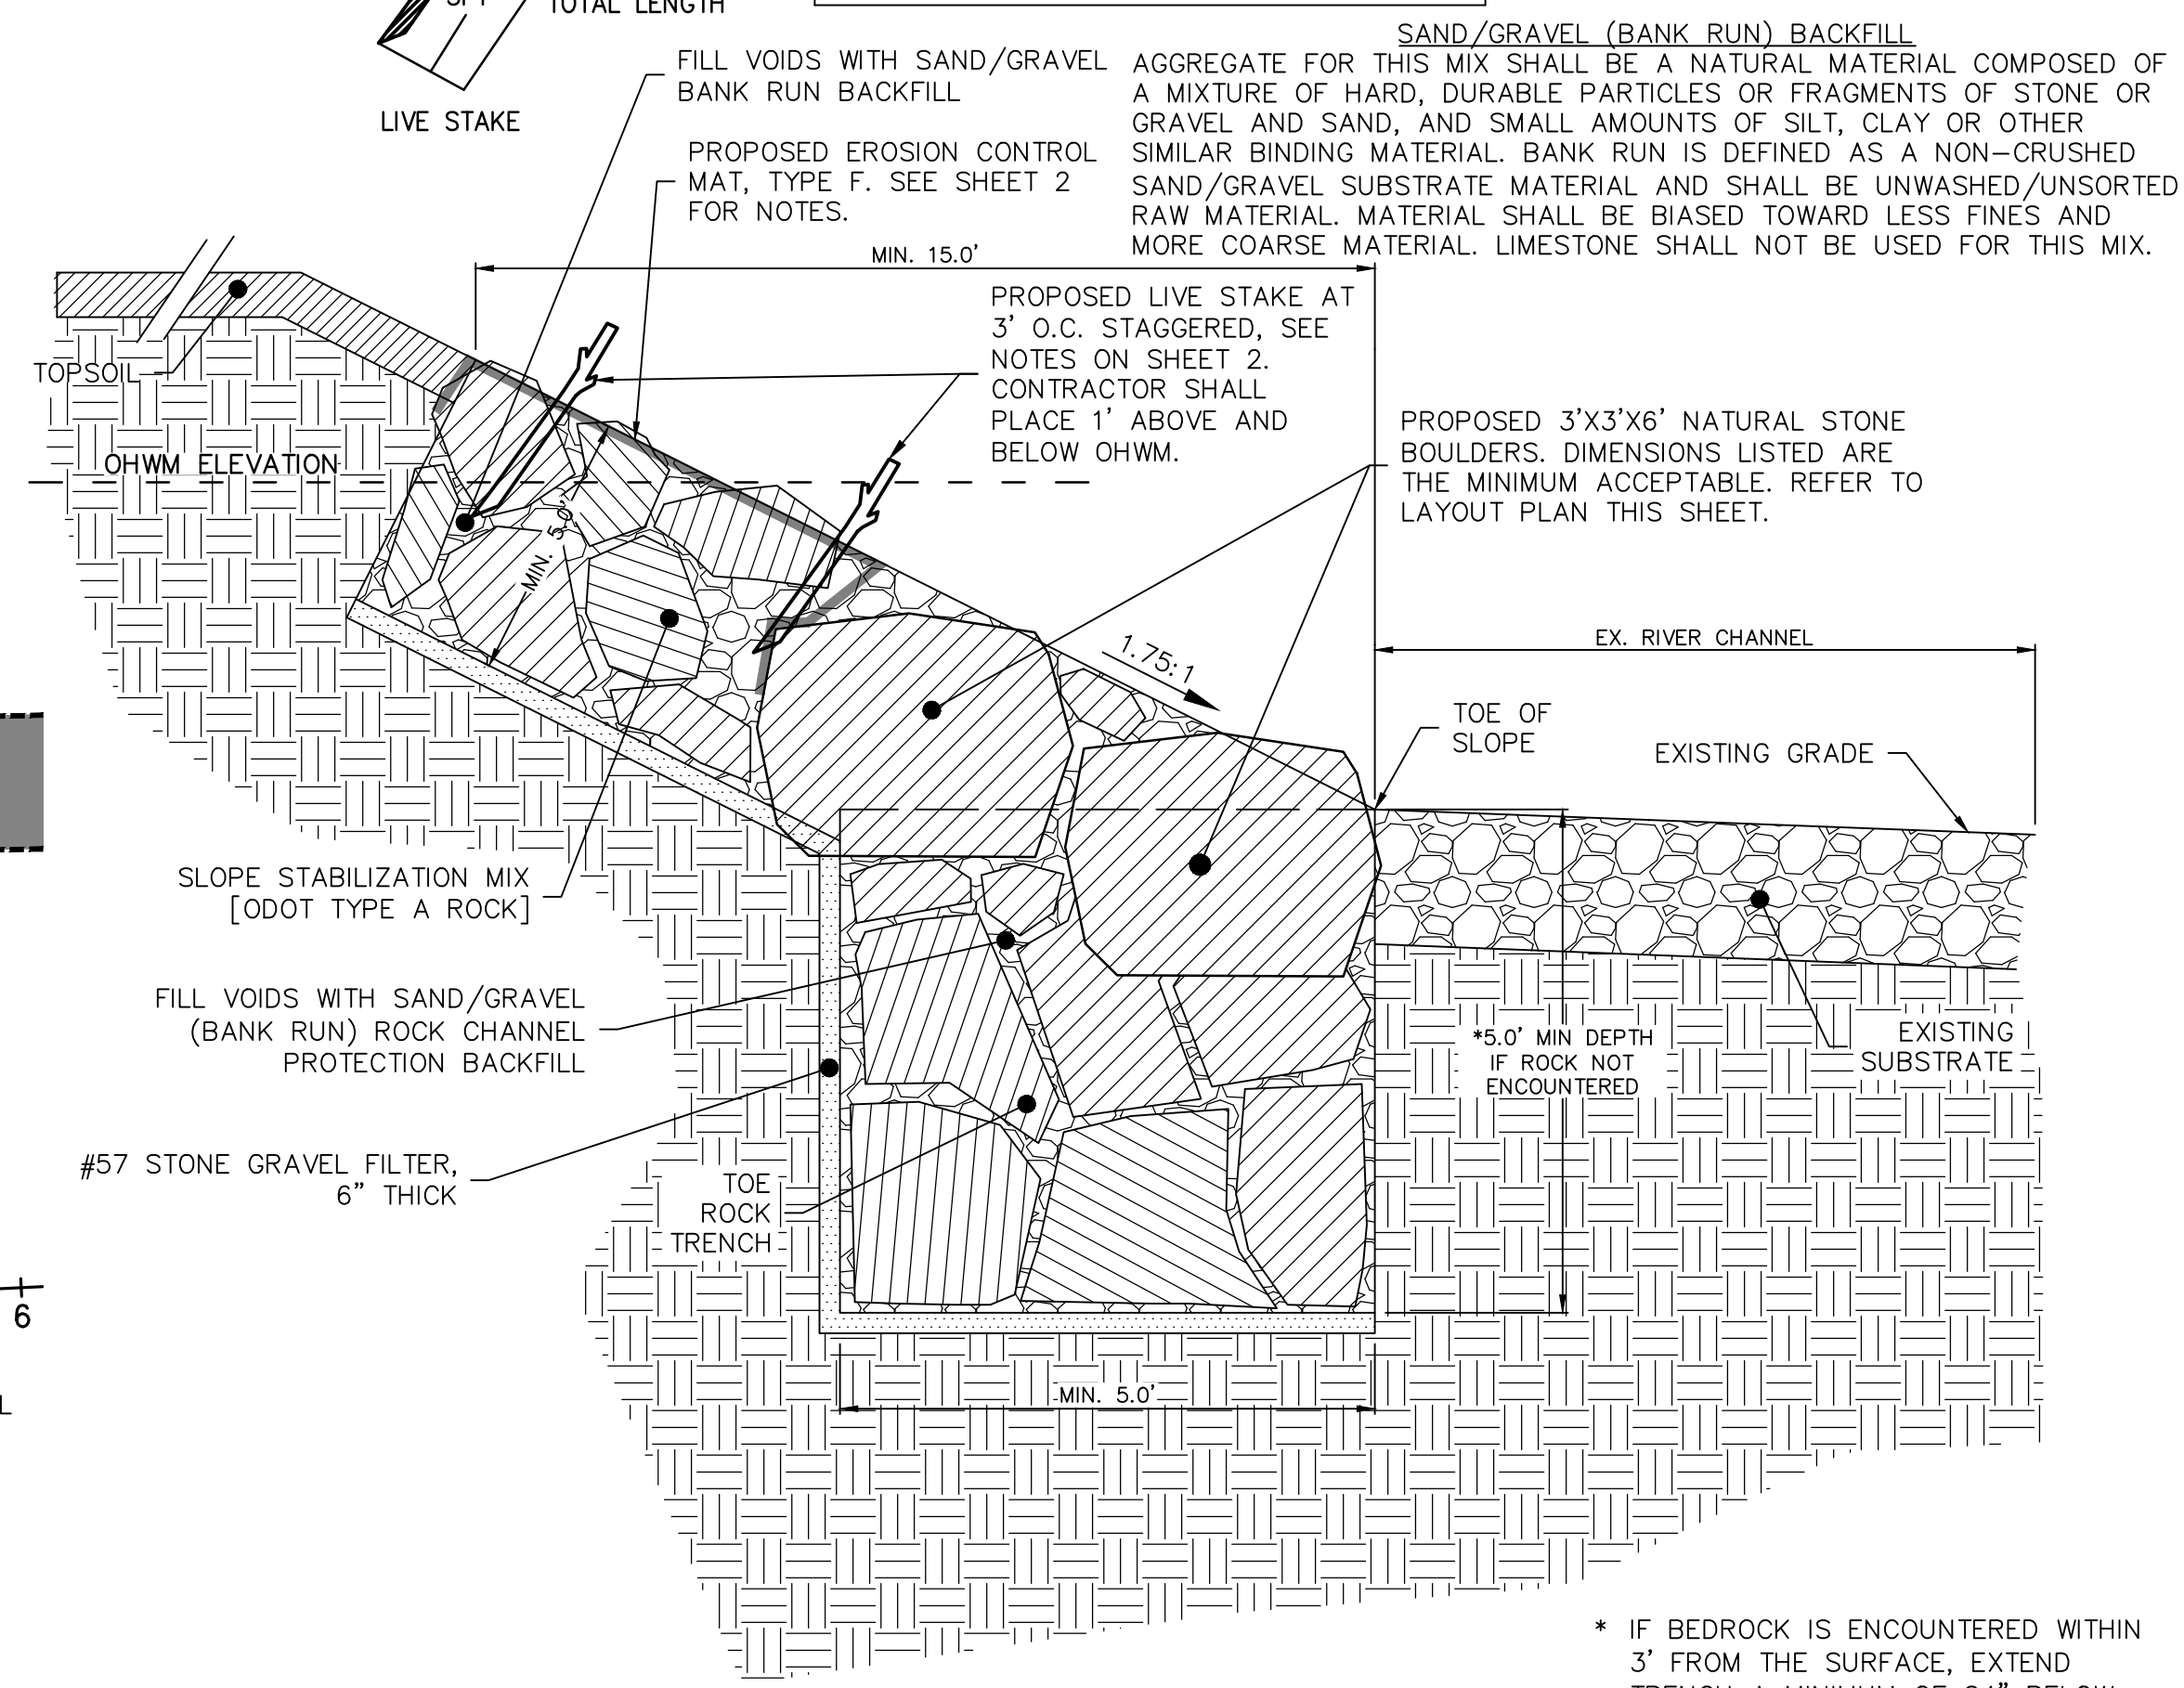 TOTAL LENGTH
LIVE STAKE
FILL VOIDS WITH SAND/GRAVEL
BANK RUN BACKFILL
PROPOSED EROSION CONTROL
MAT, TYPE F. SEE SHEET 2
FOR NOTES.
SAND/GRAVEL (BANK RUN) BACKFILL
AGGREGATE FOR THIS MIX SHALL BE A NATURAL MATERIAL COMPOSED OF
A MIXTURE OF HARD, DURABLE PARTICLES OR FRAGMENTS OF STONE OR
GRAVEL AND SAND, AND SMALL AMOUNTS OF SILT, CLAY OR OTHER
SIMILAR BINDING MATERIAL. BANK RUN IS DEFINED AS A NON-CRUSHED
SAND/GRAVEL SUBSTRATE MATERIAL AND SHALL BE UNWASHED/UNSORTED
RAW MATERIAL. MATERIAL SHALL BE BIASED TOWARD LESS FINES AND
MORE COARSE MATERIAL. LIMESTONE SHALL NOT BE USED FOR THIS MIX.
MIN. 15.0'
PROPOSED LIVE STAKE AT
3' O.C. STAGGERED, SEE
NOTES ON SHEET 2.
CONTRACTOR SHALL
PLACE 1' ABOVE AND
BELOW OHWM.
TOPSOIL
OHWM ELEVATION
MIN. 5.0'
PROPOSED 3'X3'X6' NATURAL STONE
BOULDERS. DIMENSIONS LISTED ARE
THE MINIMUM ACCEPTABLE. REFER TO
LAYOUT PLAN THIS SHEET.
1.75:1
EX. RIVER CHANNEL
TOE OF
SLOPE
EXISTING GRADE
SLOPE STABILIZATION MIX
[ODOT TYPE A ROCK]
FILL VOIDS WITH SAND/GRAVEL
(BANK RUN) ROCK CHANNEL
PROTECTION BACKFILL
*5.0' MIN DEPTH
IF ROCK NOT
ENCOUNTERED
EXISTING
SUBSTRATE
#57 STONE GRAVEL FILTER,
6" THICK
TOE
ROCK
TRENCH
6
L
MIN. 5.0'
* IF BEDROCK IS ENCOUNTERED WITHIN
3' FROM THE SURFACE, EXTEND
TRENCH A MINIMUM OF 24" BELOW